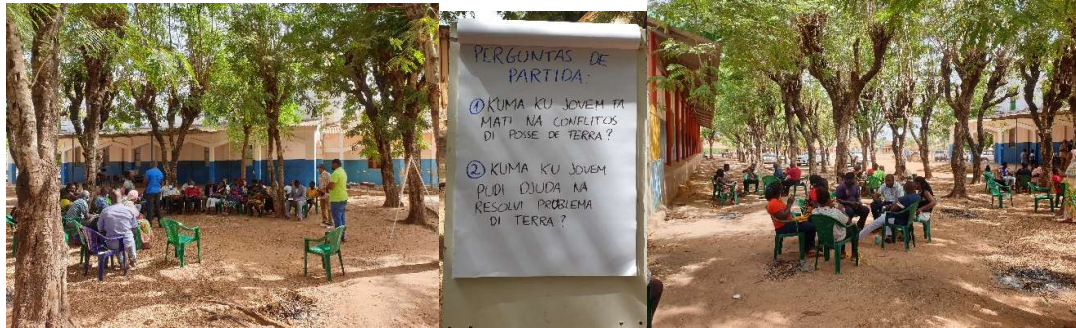 PERGUNTAS DE
PARTIDA:
① KUMA KU JOVEM TA
MATI NA CONFLITOS
DI POSSE DE TERRA?
② KUMA KU JOVEM
PUDI DJUDA NA
RESOLVI PROBLEMA
DI TERRA?